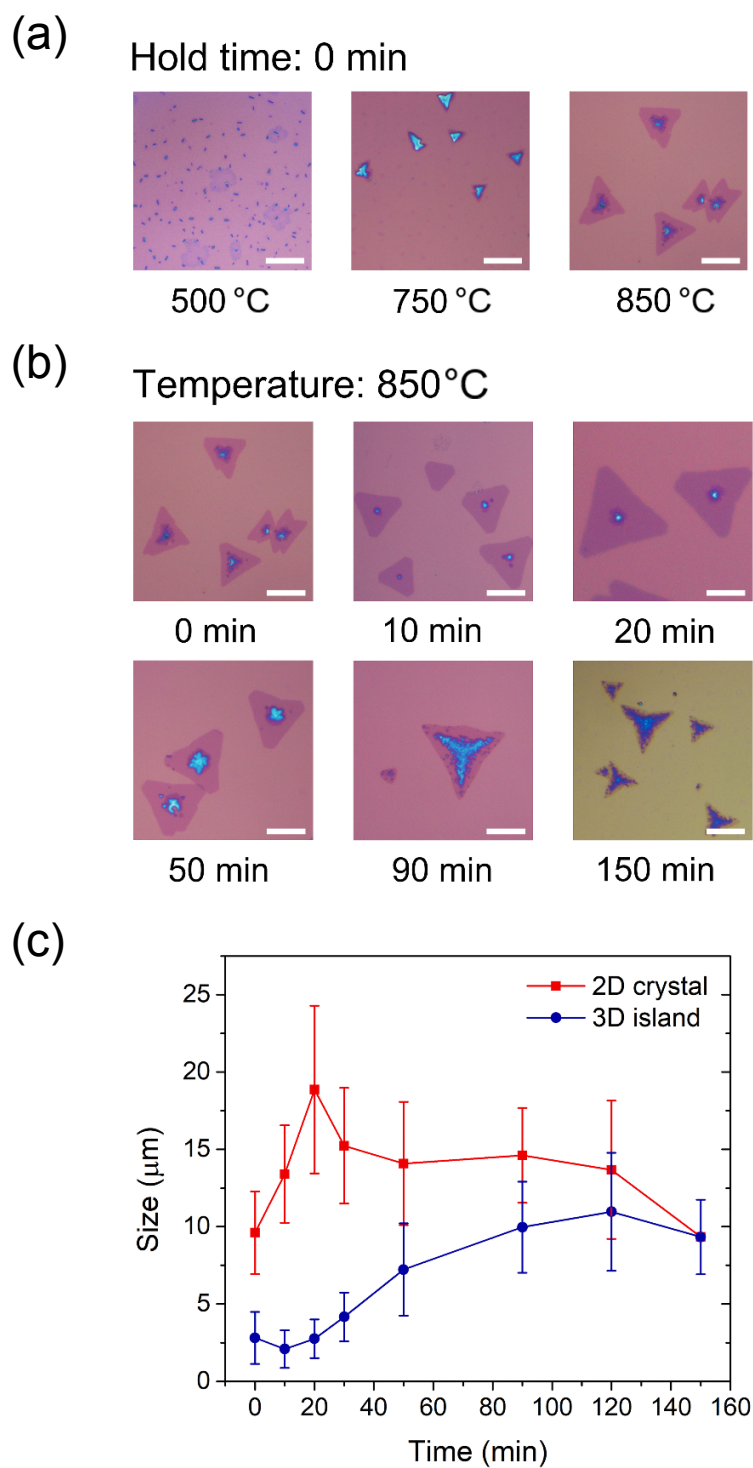 (a)
Hold time: 0 min
500 °C 750 °C 850 °C
(b)
Temperature: 850°C
0 min 10 min 20 min
50 min 90 min 150 min
(c)
25
20
15
10
5
0
Size (μm)
2D crystal
3D island
0 20 40 60 80 100 120 140 160
Time (min)